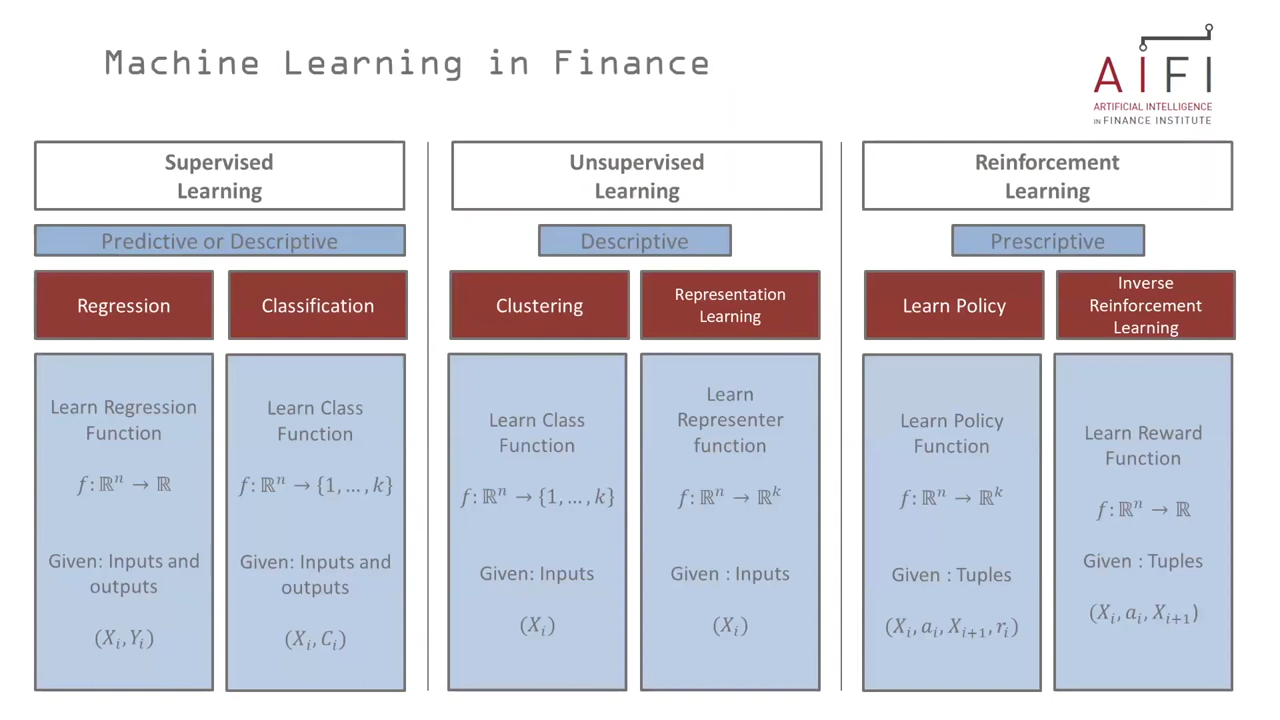 Machine Learning in Finance
AIFI
ARTIFICIAL INTELLIGENCE
IN FINANCE INSTITUTE
Supervised
Learning
Predictive or Descriptive
Regression
Classification
Learn Regression
Function
f: ℝⁿ → ℝ
Given: Inputs and
outputs
(Xᵢ, Yᵢ)
Learn Class
Function
f: ℝⁿ → {1, … , k}
Given: Inputs and
outputs
(Xᵢ, Cᵢ)
Unsupervised
Learning
Descriptive
Clustering
Representation
Learning
Learn Class
Function
f: ℝⁿ → {1, … , k}
Given: Inputs
(Xᵢ)
Learn
Representer
function
f: ℝⁿ → ℝᵏ
Given : Inputs
(Xᵢ)
Reinforcement
Learning
Prescriptive
Learn Policy
Inverse
Reinforcement
Learning
Learn Policy
Function
f: ℝⁿ → ℝᵏ
Given : Tuples
(Xᵢ, aᵢ, Xᵢ₊₁, rᵢ)
Learn Reward
Function
f: ℝⁿ → ℝ
Given : Tuples
(Xᵢ, aᵢ, Xᵢ₊₁)